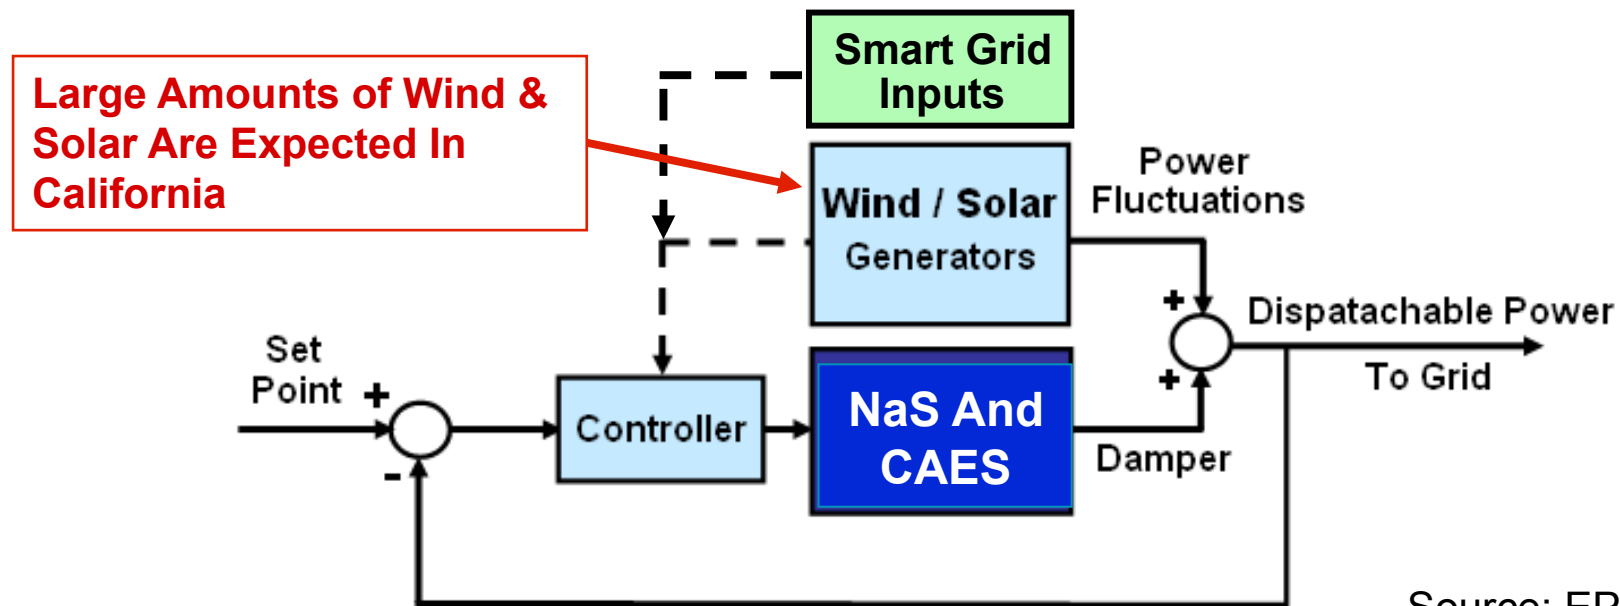 Smart Grid
Inputs
Large Amounts of Wind &
Solar Are Expected In
California
Power
Fluctuations
Wind / Solar
Generators
+
Dispatachable Power
To Grid
+
Set
Point
+
-
Controller
NaS And
CAES
Damper
Source: